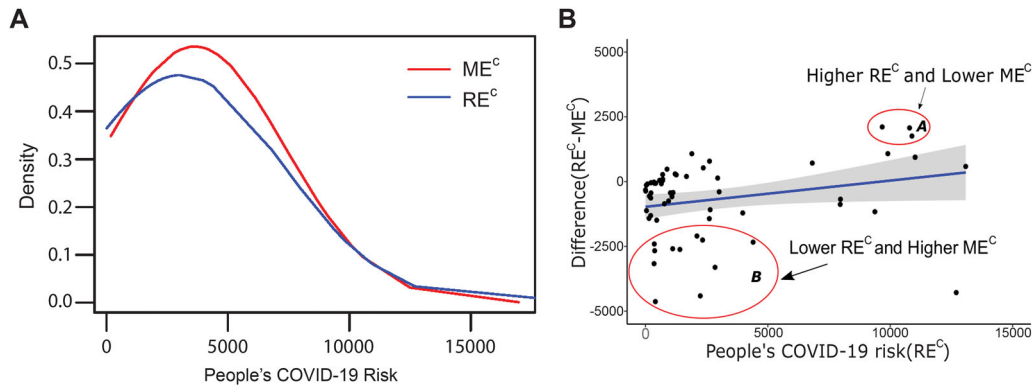 A
Density
0.5
0.4
0.3
0.2
0.1
0.0
0
5000
10000
15000
People's COVID-19 Risk
ME^c
RE^c
B
Difference(RE^C-ME^C)
5000
2500
0
-2500
-5000
0
5000
10000
15000
People's COVID-19 risk(RE^C)
Higher RE^C and Lower ME^C
A
Lower RE^C and Higher ME^C
B